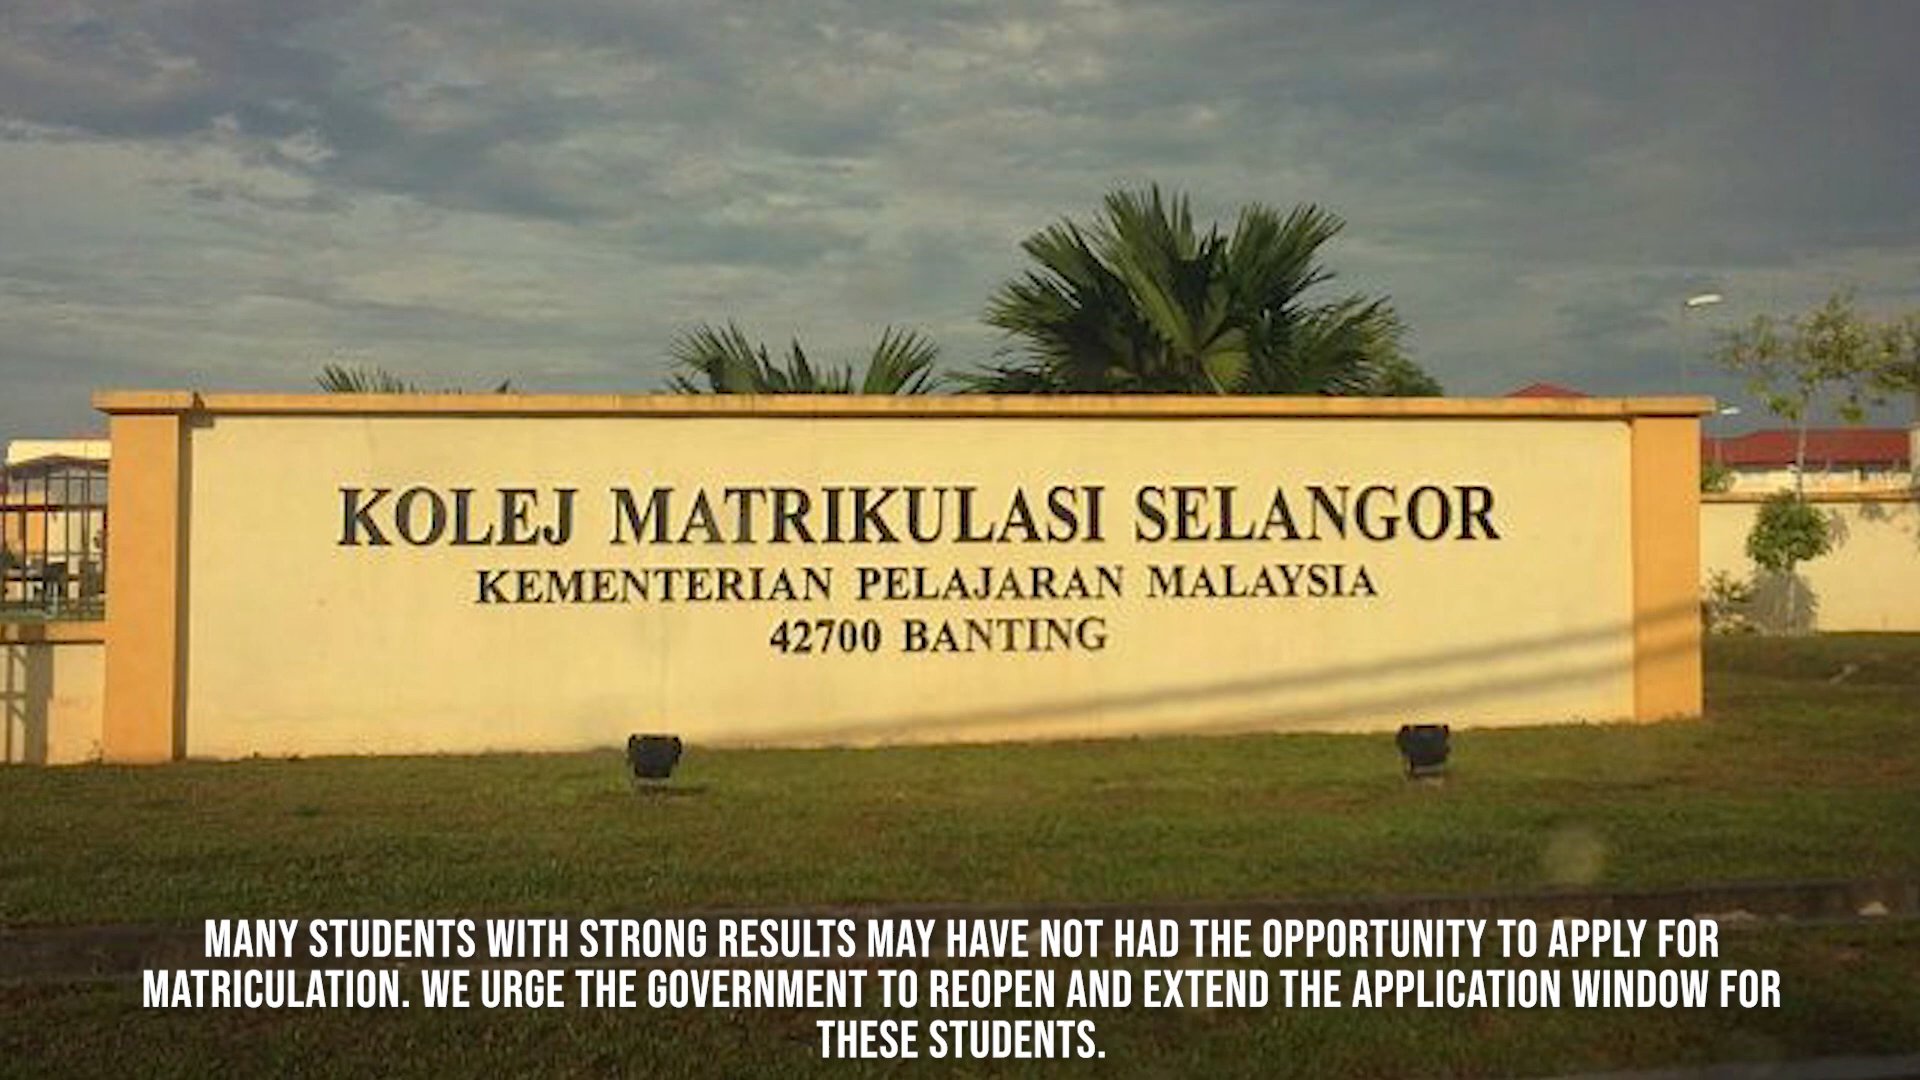 KOLEJ MATRIKULASI SELANGOR
KEMENTERIAN PELAJARAN MALAYSIA
42700 BANTING
MANY STUDENTS WITH STRONG RESULTS MAY HAVE NOT HAD THE OPPORTUNITY TO APPLY FOR
MATRICULATION. WE URGE THE GOVERNMENT TO REOPEN AND EXTEND THE APPLICATION WINDOW FOR
THESE STUDENTS.